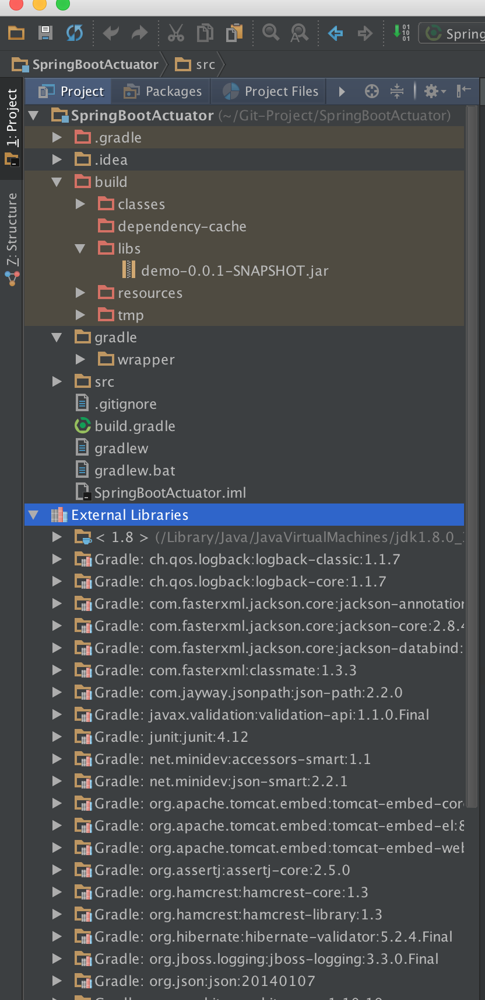 01
10
01
Spring
SpringBootActuator
src
1: Project
7: Structure
Project
Packages
Project Files
SpringBootActuator (~/Git-Project/SpringBootActuator)
.gradle
.idea
build
classes
dependency-cache
libs
demo-0.0.1-SNAPSHOT.jar
resources
tmp
gradle
wrapper
src
.gitignore
build.gradle
gradlew
gradlew.bat
SpringBootActuator.iml
External Libraries
< 1.8 > (/Library/Java/JavaVirtualMachines/jdk1.8.0_
Gradle: ch.qos.logback:logback-classic:1.1.7
Gradle: ch.qos.logback:logback-core:1.1.7
Gradle: com.fasterxml.jackson.core:jackson-annotation
Gradle: com.fasterxml.jackson.core:jackson-core:2.8.4
Gradle: com.fasterxml.jackson.core:jackson-databind:
Gradle: com.fasterxml:classmate:1.3.3
Gradle: com.jayway.jsonpath:json-path:2.2.0
Gradle: javax.validation:validation-api:1.1.0.Final
Gradle: junit:junit:4.12
Gradle: net.minidev:accessors-smart:1.1
Gradle: net.minidev:json-smart:2.2.1
Gradle: org.apache.tomcat.embed:tomcat-embed-cor
Gradle: org.apache.tomcat.embed:tomcat-embed-el:8
Gradle: org.apache.tomcat.embed:tomcat-embed-web
Gradle: org.assertj:assertj-core:2.5.0
Gradle: org.hamcrest:hamcrest-core:1.3
Gradle: org.hamcrest:hamcrest-library:1.3
Gradle: org.hibernate:hibernate-validator:5.2.4.Final
Gradle: org.jboss.logging:jboss-logging:3.3.0.Final
Gradle: org.json:json:20140107